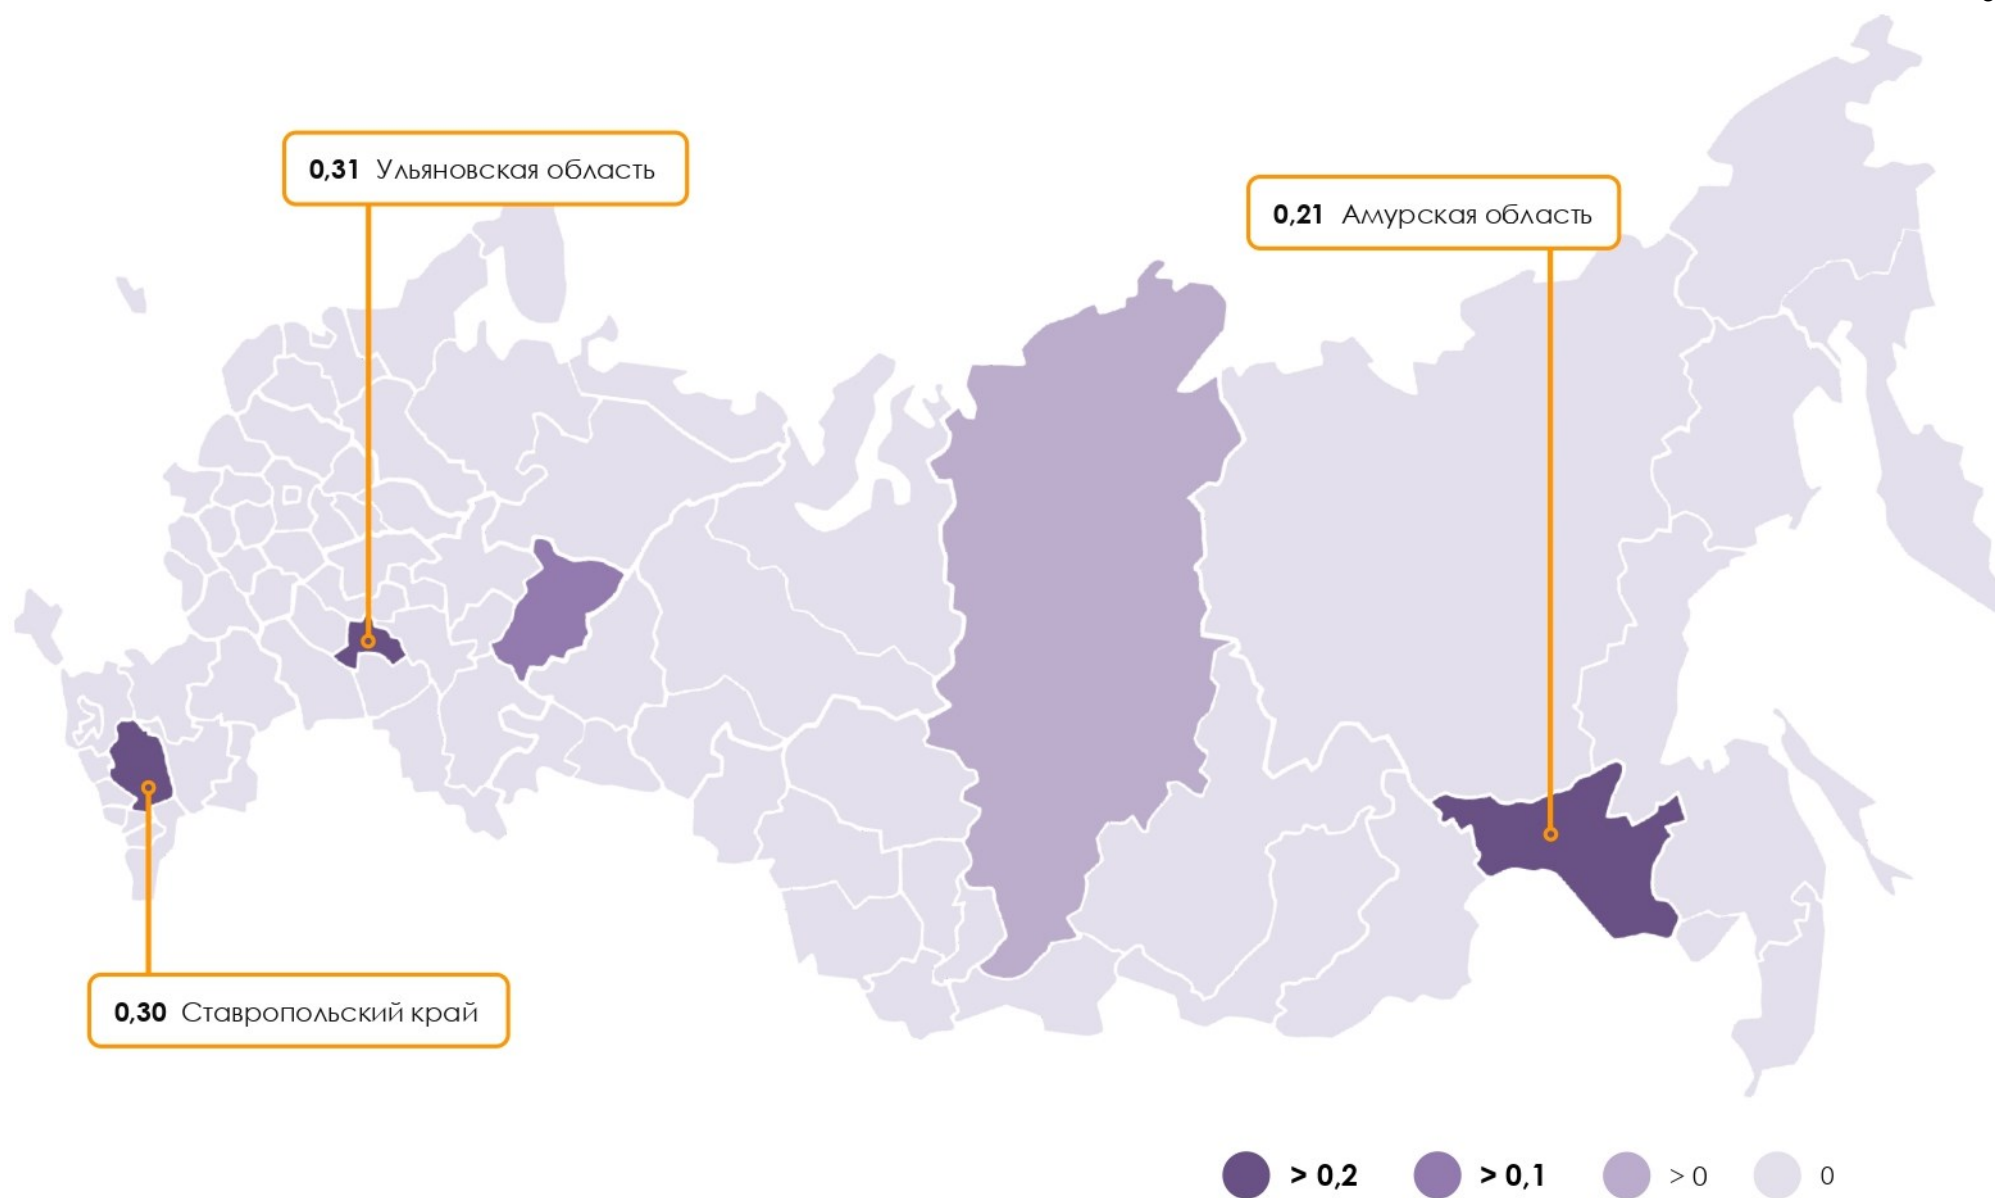 0,31 Ульяновская область
0,21 Амурская область
0,30 Ставропольский край
> 0,2 > 0,1 > 0 0